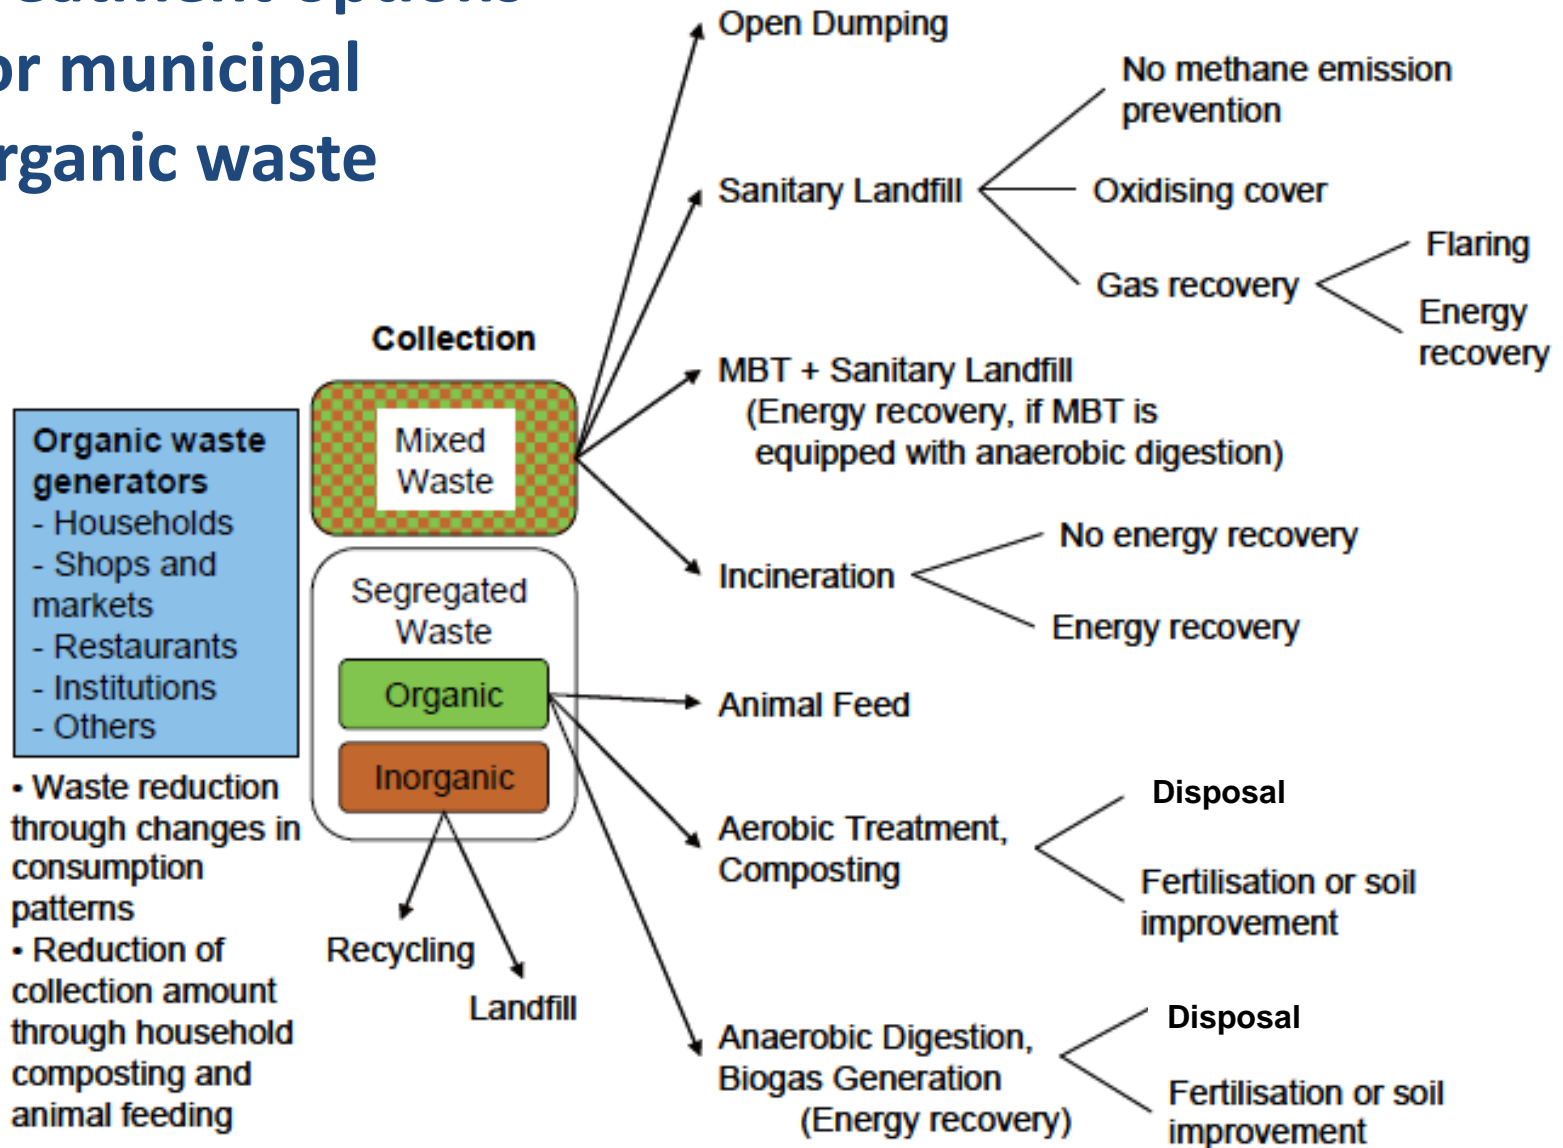 eatment options
or municipal
rganic waste
Open Dumping
No methane emission
prevention
Sanitary Landfill
Oxidising cover
Gas recovery
Flaring
Energy
recovery
Collection
Mixed
Waste
MBT + Sanitary Landfill
(Energy recovery, if MBT is
equipped with anaerobic digestion)
Organic waste
generators
- Households
- Shops and
markets
- Restaurants
- Institutions
- Others
Segregated
Waste
Organic
Inorganic
Incineration
No energy recovery
Energy recovery
Animal Feed
• Waste reduction
through changes in
consumption
patterns
• Reduction of
collection amount
through household
composting and
animal feeding
Recycling
Landfill
Aerobic Treatment,
Composting
Disposal
Fertilisation or soil
improvement
Anaerobic Digestion,
Biogas Generation
(Energy recovery)
Disposal
Fertilisation or soil
improvement